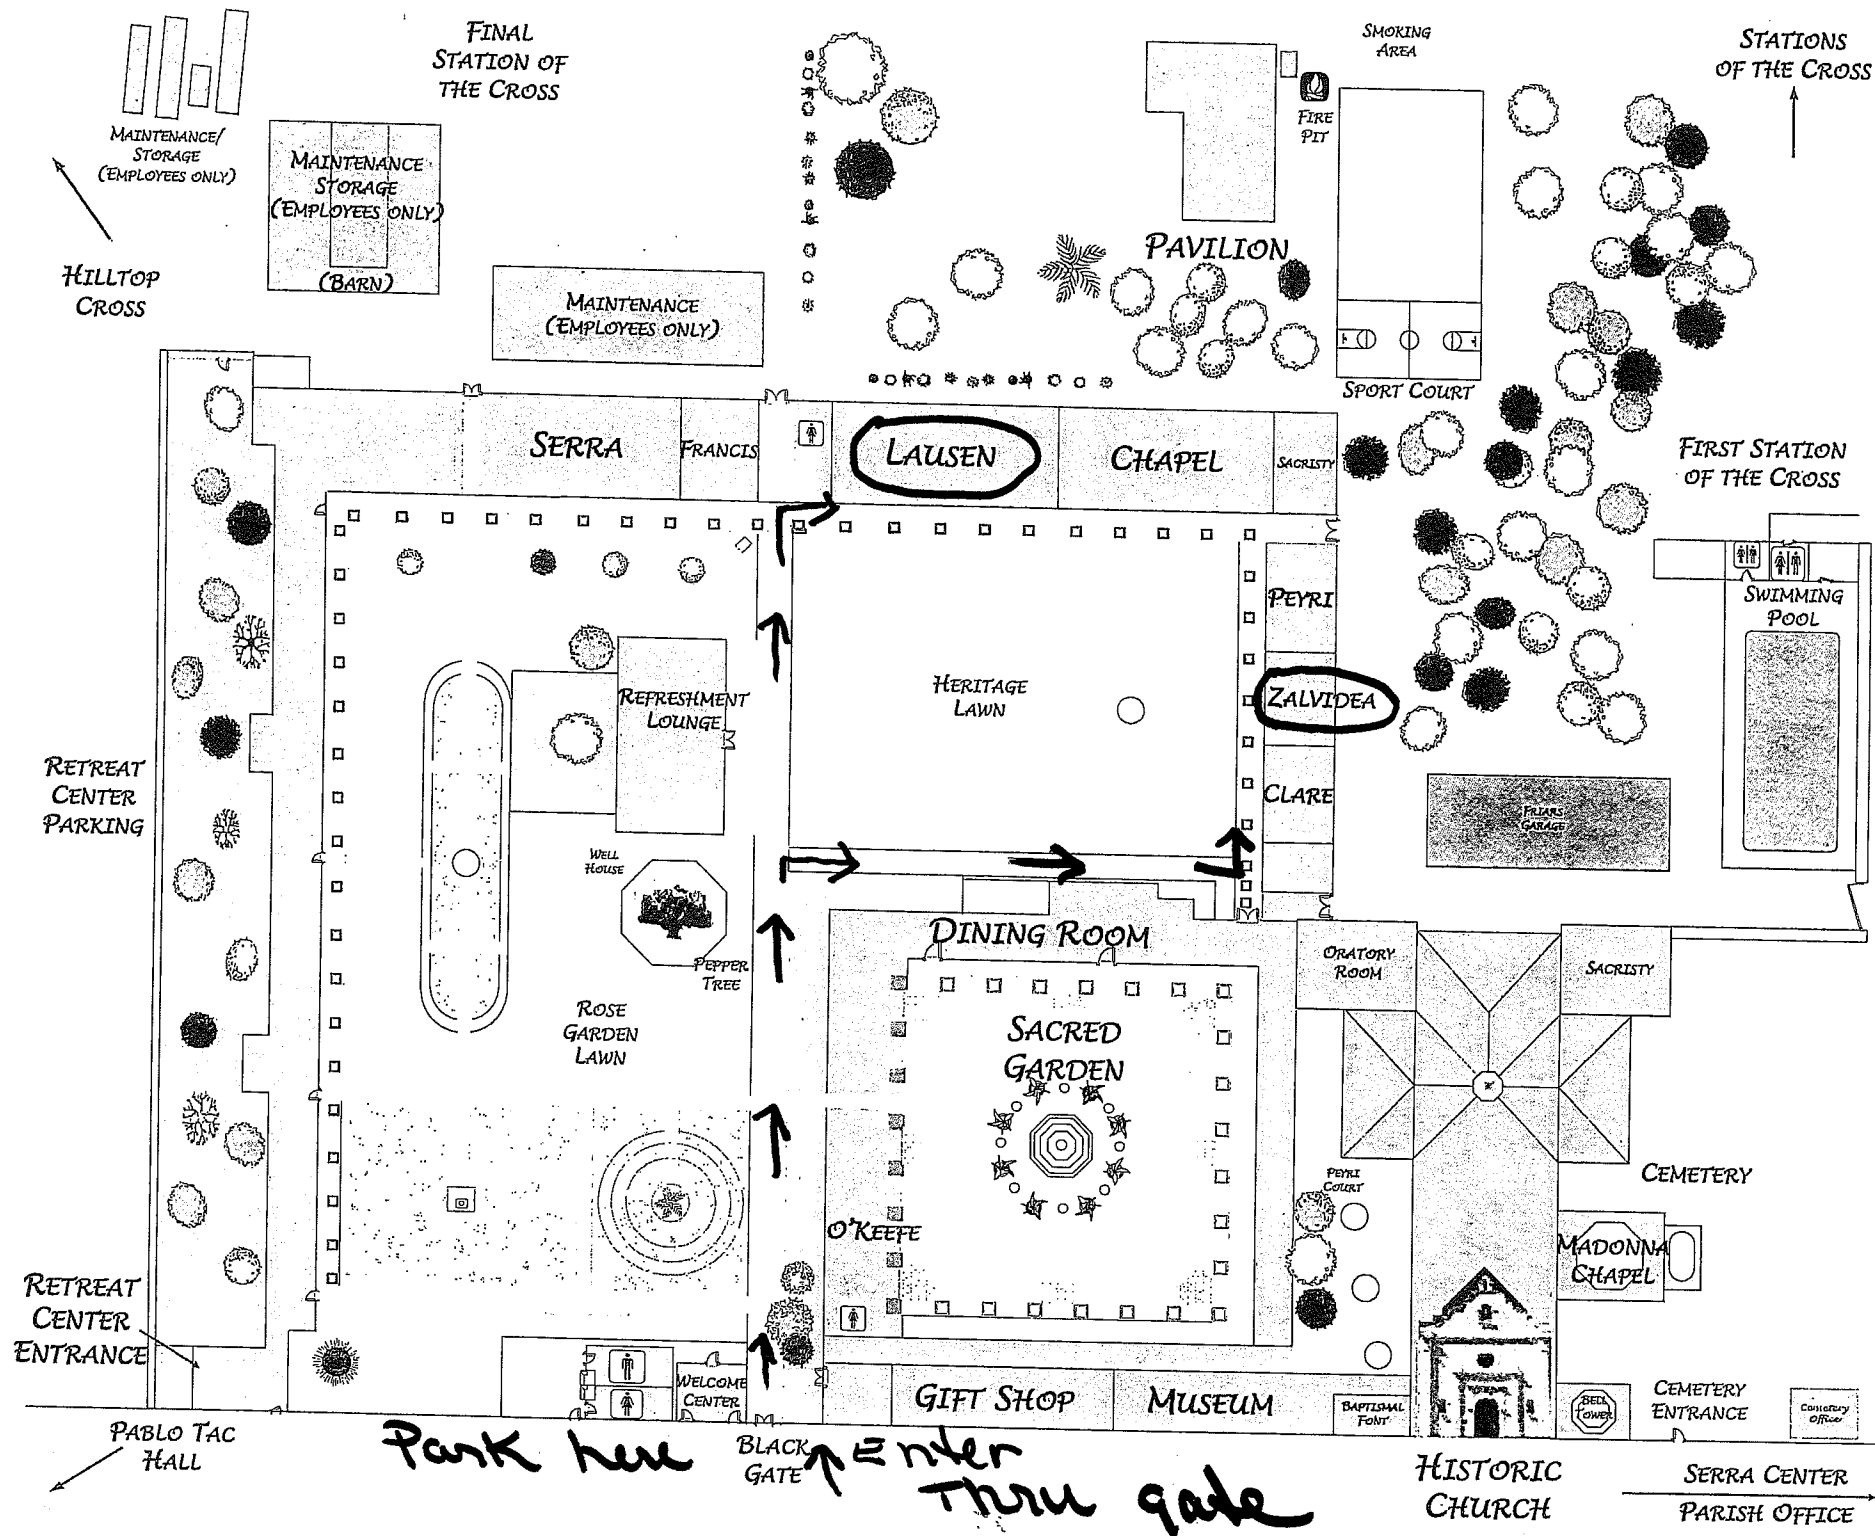 FINAL
STATION OF
THE CROSS
SMOKING
AREA
STATIONS
OF THE CROSS
FIRE
PIT
MAINTENANCE/
STORAGE
(EMPLOYEES ONLY)
MAINTENANCE
STORAGE
(EMPLOYEES ONLY)
(BARN)
HILLTOP
CROSS
MAINTENANCE
(EMPLOYEES ONLY)
PAVILION
SPORT COURT
SERRA
FRANCIS
LAUSEN
CHAPEL
SACRISTY
FIRST STATION
OF THE CROSS
PEYRI
SWIMMING
POOL
REFRESHMENT
LOUNGE
HERITAGE
LAWN
ZALVIDEA
RETREAT
CENTER
PARKING
CLARE
FRIARS
GARAGE
WELL
HOUSE
PEPPER
TREE
DINING ROOM
ORATORY
ROOM
SACRISTY
ROSE
GARDEN
LAWN
SACRED
GARDEN
PEYRI
COURT
CEMETERY
O'KEEFE
MADONNA
CHAPEL
RETREAT
CENTER
ENTRANCE
WELCOME
CENTER
GIFT SHOP
MUSEUM
BAPTISMAL
FONT
BELL
TOWER
CEMETERY
ENTRANCE
Cemetery
Office
PABLO TAC
HALL
Park here
BLACK
GATE
Enter
Thru gate
HISTORIC
CHURCH
SERRA CENTER
PARISH OFFICE